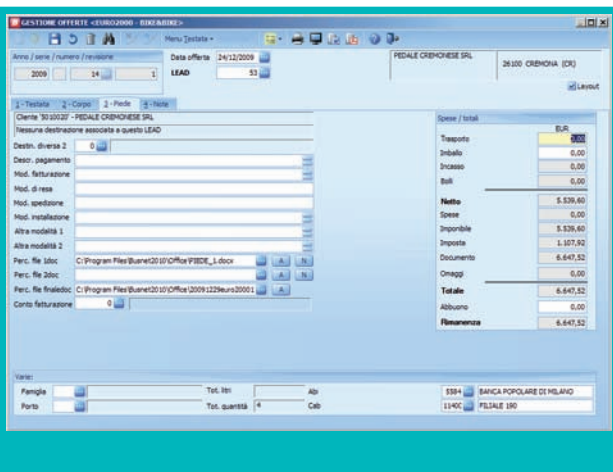 GESTIONE OFFERTE <EURO2000 - BIKE&BIKE>
Menu Testata
Anno / serie / numero / revisione
2009 14 1
Data offerta 24/12/2009
LEAD 53
PEDALE CREMONESE SRL
26100 CREMONA (CR)
Layout
1 - Testata 2 - Corpo 3 - Piede 4 - Note
Cliente '5010020' - PEDALE CREMONESE SRL
Nessuna destinazione associata a questo LEAD
Destin. diversa 2 0
Descr. pagamento
Mod. fatturazione
Mod. di resa
Mod. spedizione
Mod. installazione
Altra modalità 1
Altra modalità 2
Perc. file 1doc C:\Program Files\Busnet2010\Office\PIEDE_1.docx A N
Perc. file 2doc A N
Perc. file finaledoc C:\Program Files\Busnet2010\Office\20091229euro20001 A
Conto fatturazione 0
Spese / totali
EUR
Trasporto 0,00
Imballo 0,00
Incasso 0,00
Bolli 0,00
Netto 5.539,60
Spese 0,00
Imponibile 5.539,60
Imposta 1.107,92
Documento 6.647,52
Omaggi 0,00
Totale 6.647,52
Abbuono 0,00
Rimanenza 6.647,52
Varie:
Famiglia Tot. litri Abi 5584 BANCA POPOLARE DI MILANO
Porto Tot. quantità 4 Cab 11400 FILIALE 190